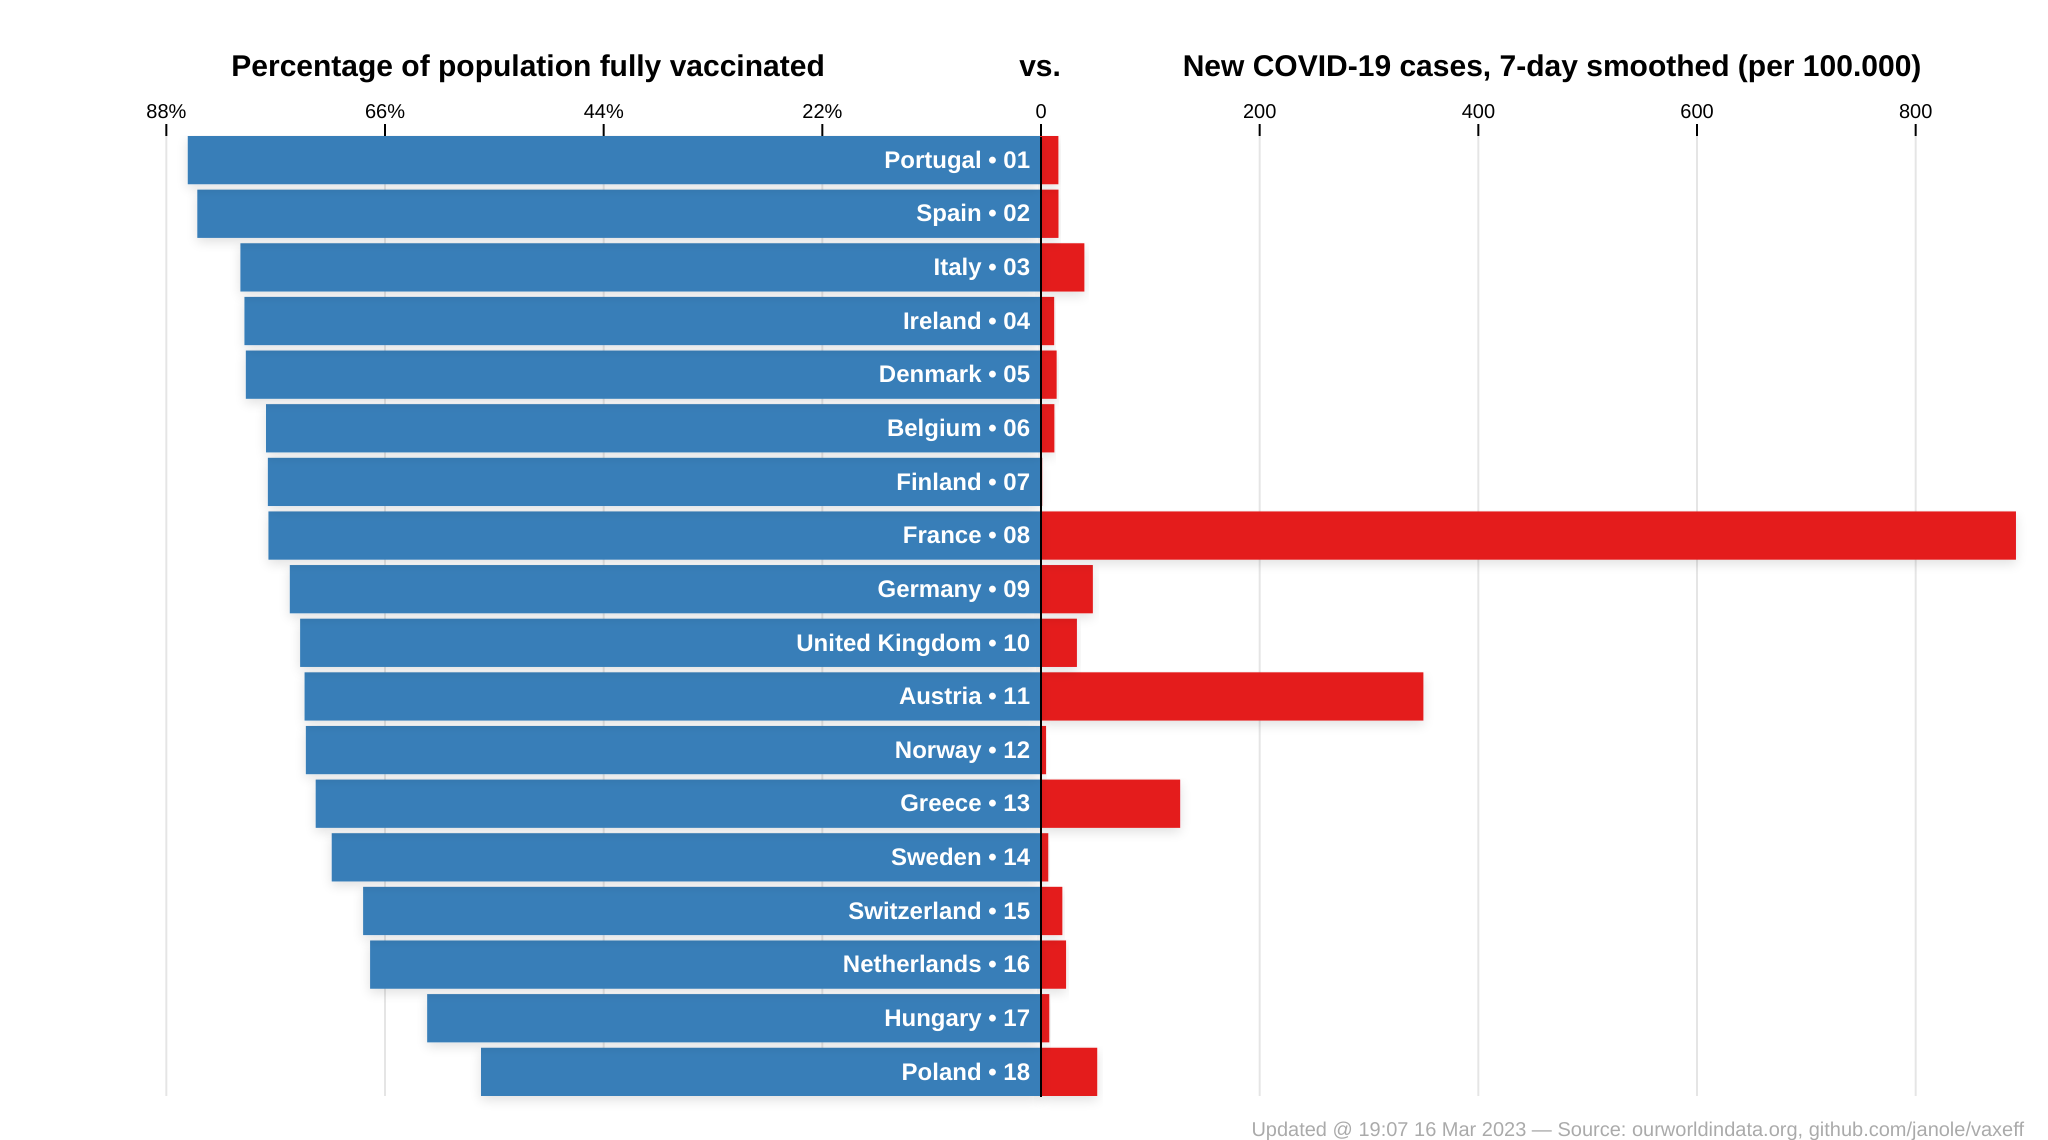 Percentage of population fully vaccinated vs. New COVID-19 cases, 7-day smoothed (per 100.000)
88% 66% 44% 22% 0 200 400 600 800
Portugal • 01
Spain • 02
Italy • 03
Ireland • 04
Denmark • 05
Belgium • 06
Finland • 07
France • 08
Germany • 09
United Kingdom • 10
Austria • 11
Norway • 12
Greece • 13
Sweden • 14
Switzerland • 15
Netherlands • 16
Hungary • 17
Poland • 18
Updated @ 19:07 16 Mar 2023 — Source: ourworldindata.org, github.com/janole/vaxeff